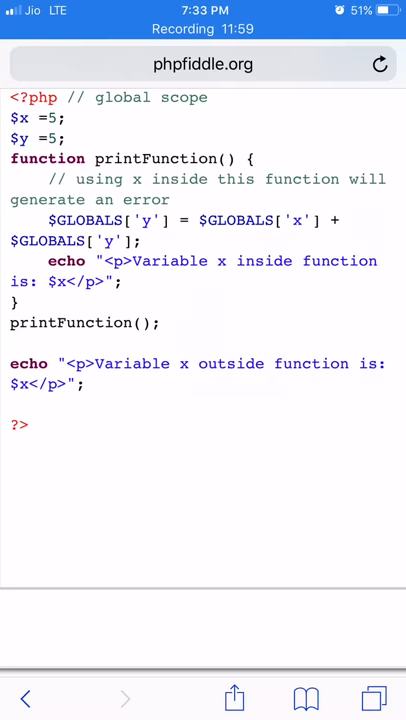 Jio LTE 7:33 PM 51%
Recording 11:59
phpfiddle.org
<?php // global scope
$x =5;
$y =5;
function printFunction() {
// using x inside this function will
generate an error
$GLOBALS['y'] = $GLOBALS['x'] +
$GLOBALS['y'];
echo "<p>Variable x inside function
is: $x</p>";
}
printFunction();
echo "<p>Variable x outside function is:
$x</p>";
?>